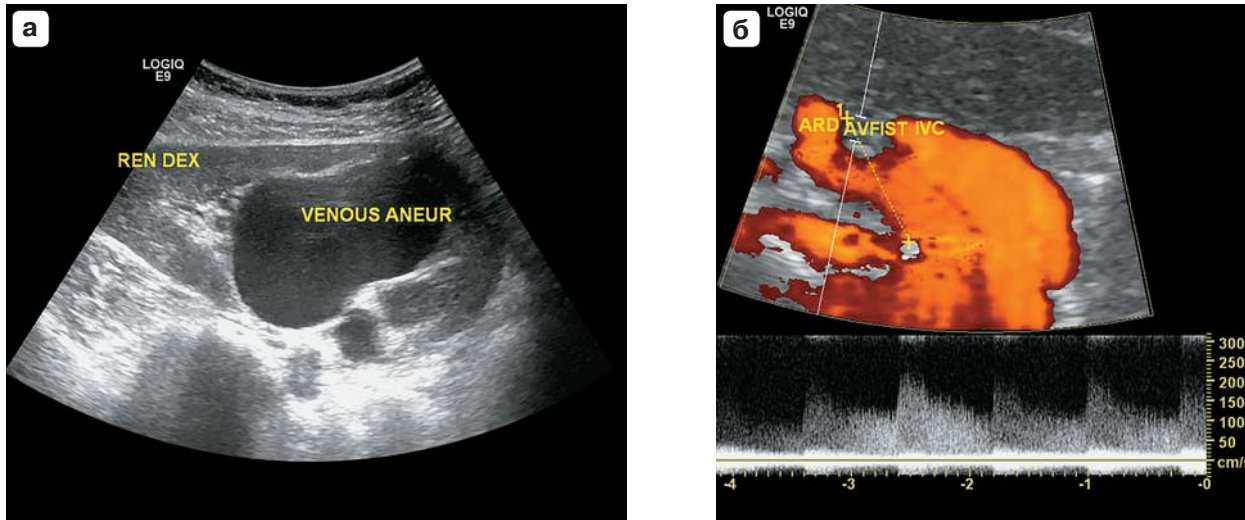 а
LOGIQ
E9
REN DEX
VENOUS ANEUR
б
LOGIQ
E9
1
ARD AVFIST IVC
300
250
200
150
100
50
cm/s
-4
-3
-2
-1
-0